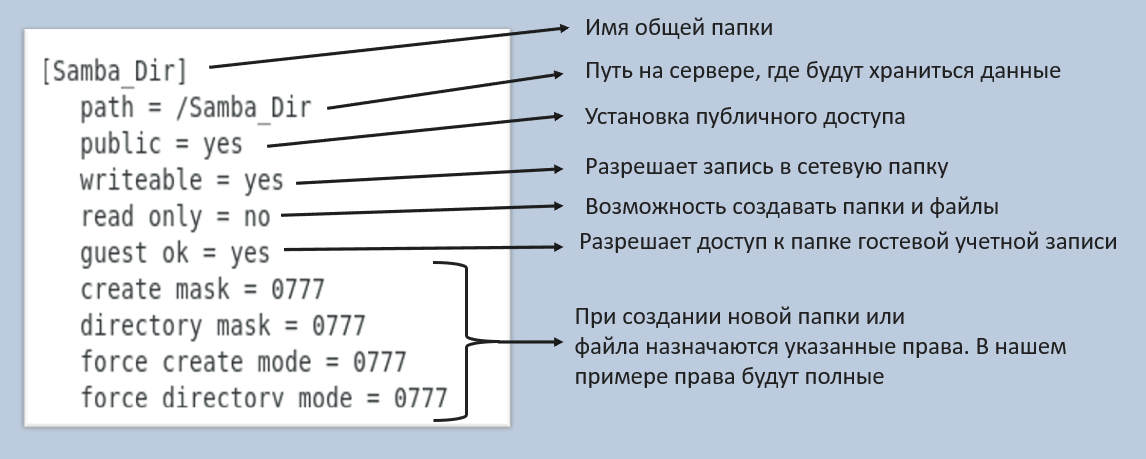 [Samba_Dir]
path = /Samba_Dir
public = yes
writeable = yes
read only = no
guest ok = yes
create mask = 0777
directory mask = 0777
force create mode = 0777
force directory mode = 0777
Имя общей папки
Путь на сервере, где будут храниться данные
Установка публичного доступа
Разрешает запись в сетевую папку
Возможность создавать папки и файлы
Разрешает доступ к папке гостевой учетной записи
При создании новой папки или
файла назначаются указанные права. В нашем
примере права будут полные